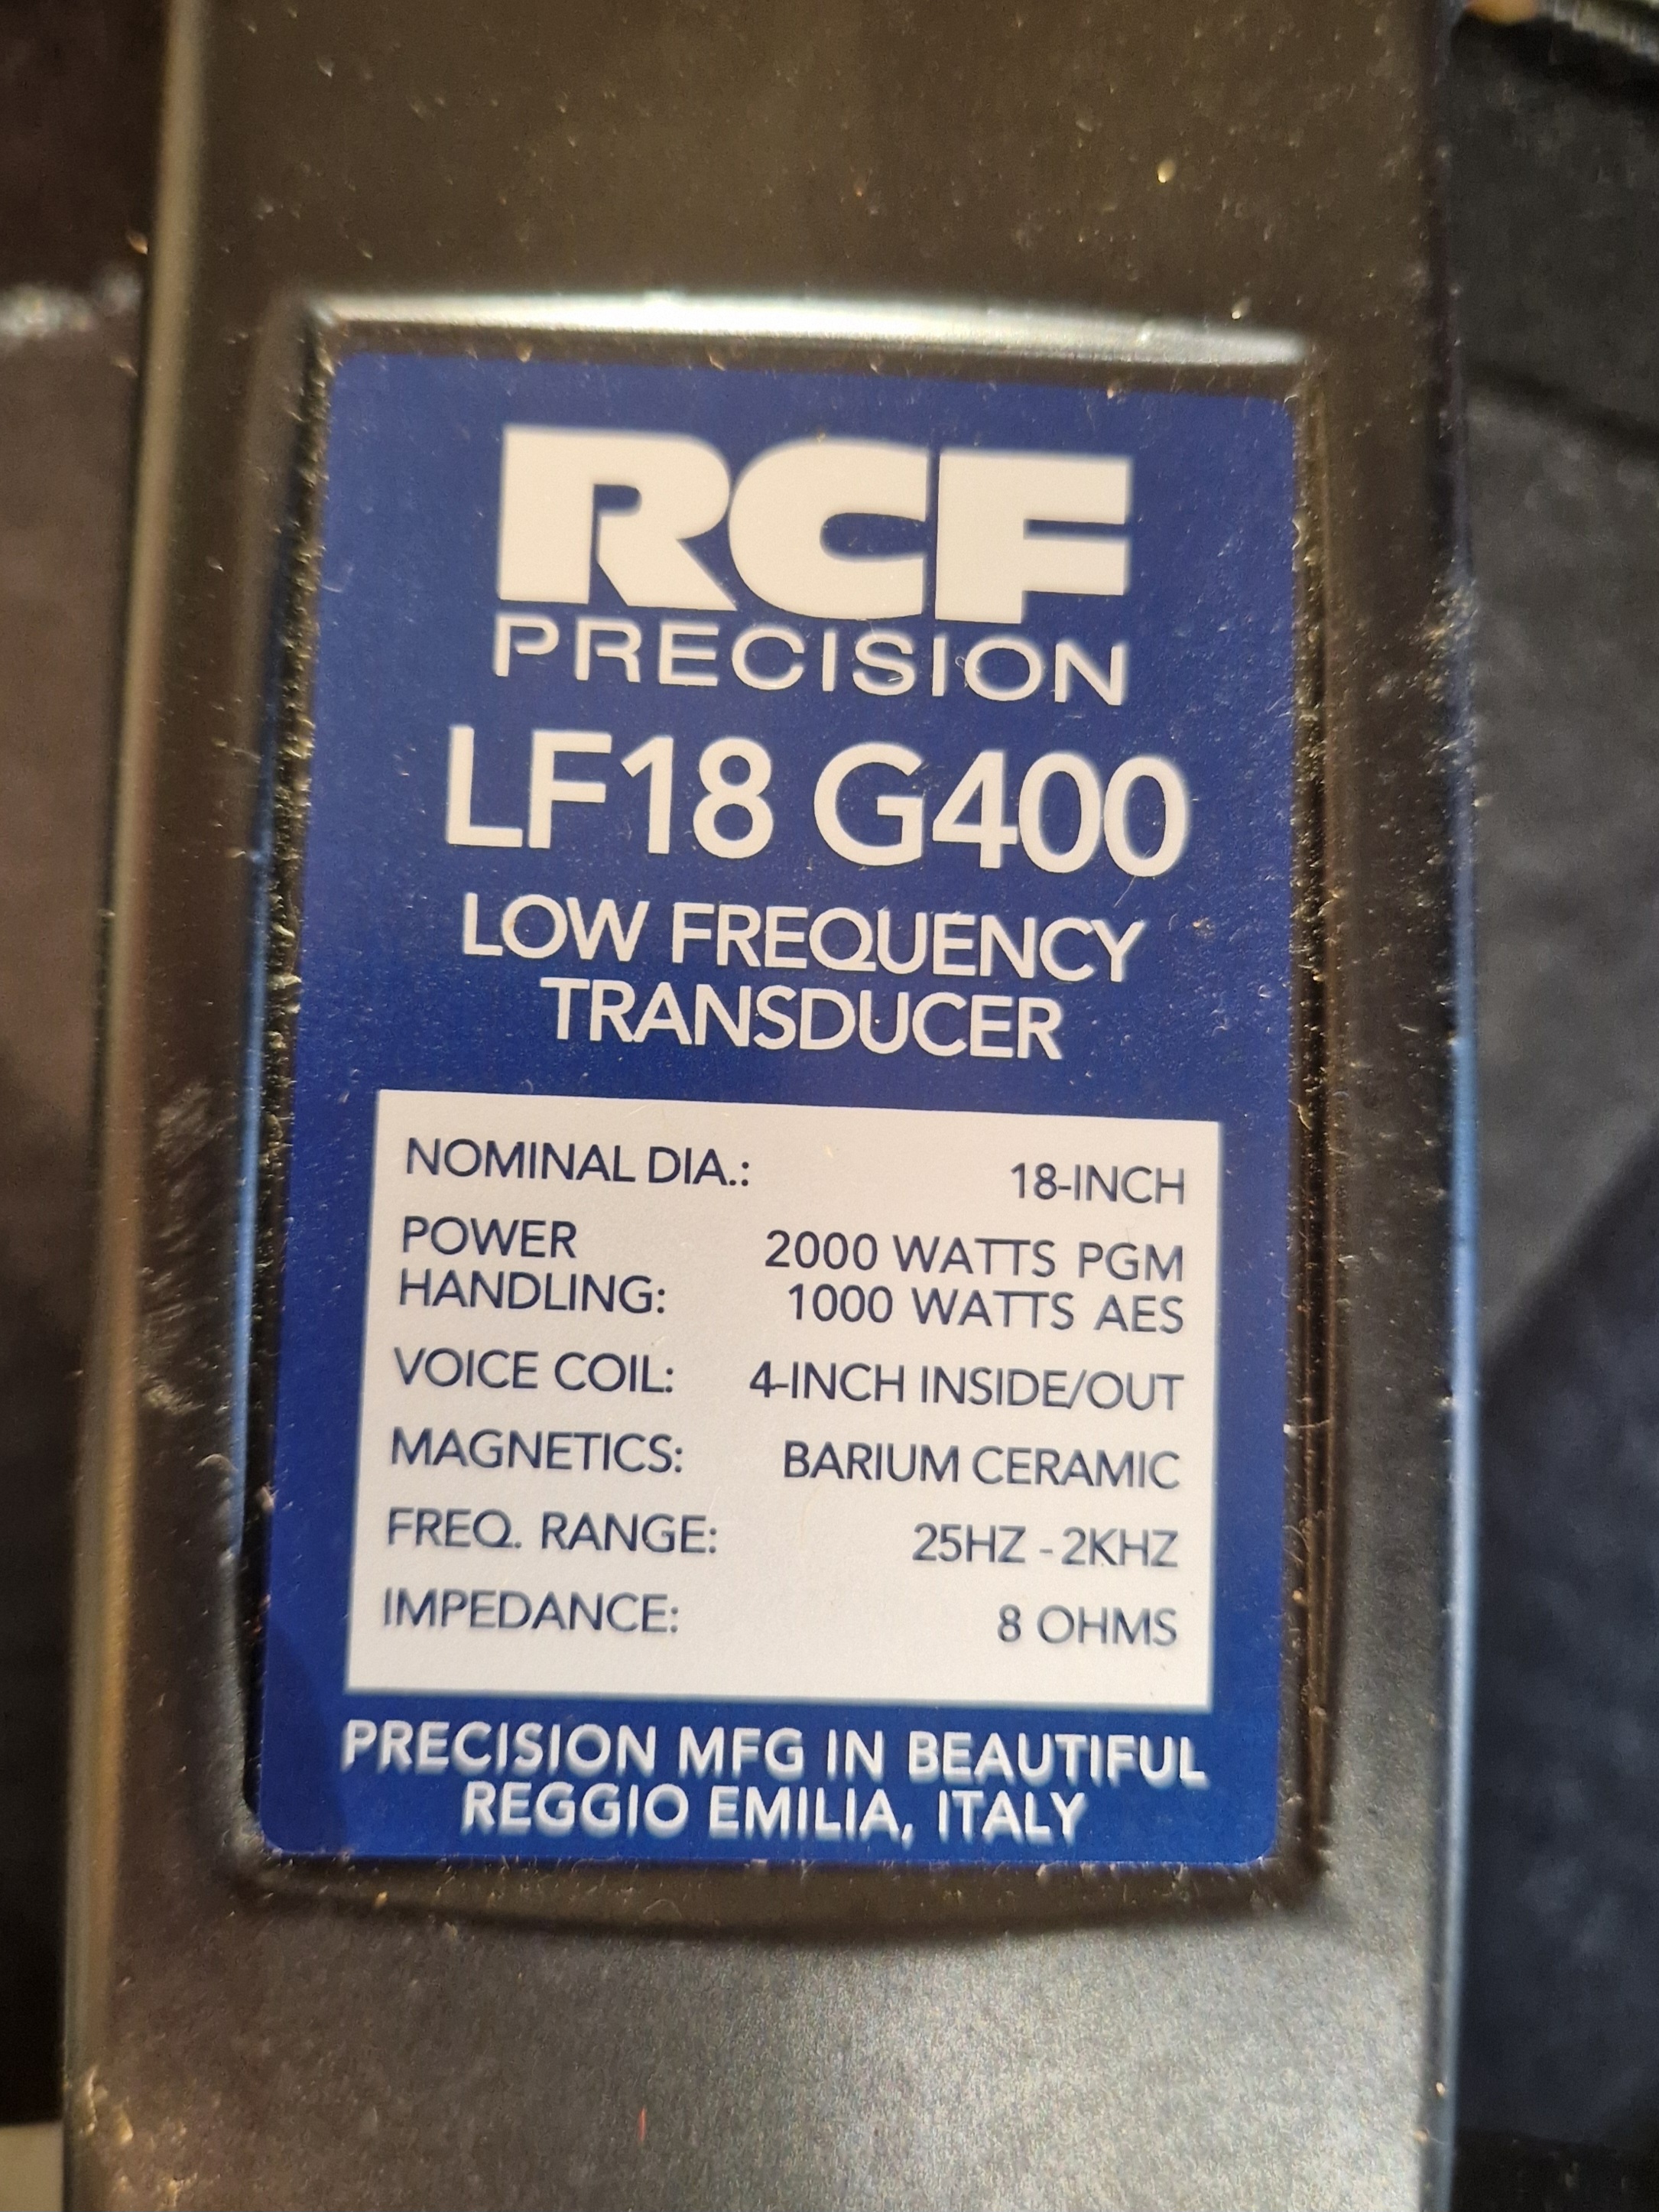 RCF
PRECISION
LF18 G400
LOW FREQUENCY
TRANSDUCER
NOMINAL DIA.: 18-INCH
POWER 2000 WATTS PGM
HANDLING: 1000 WATTS AES
VOICE COIL: 4-INCH INSIDE/OUT
MAGNETICS: BARIUM CERAMIC
FREQ. RANGE: 25HZ - 2KHZ
IMPEDANCE: 8 OHMS
PRECISION MFG IN BEAUTIFUL
REGGIO EMILIA, ITALY